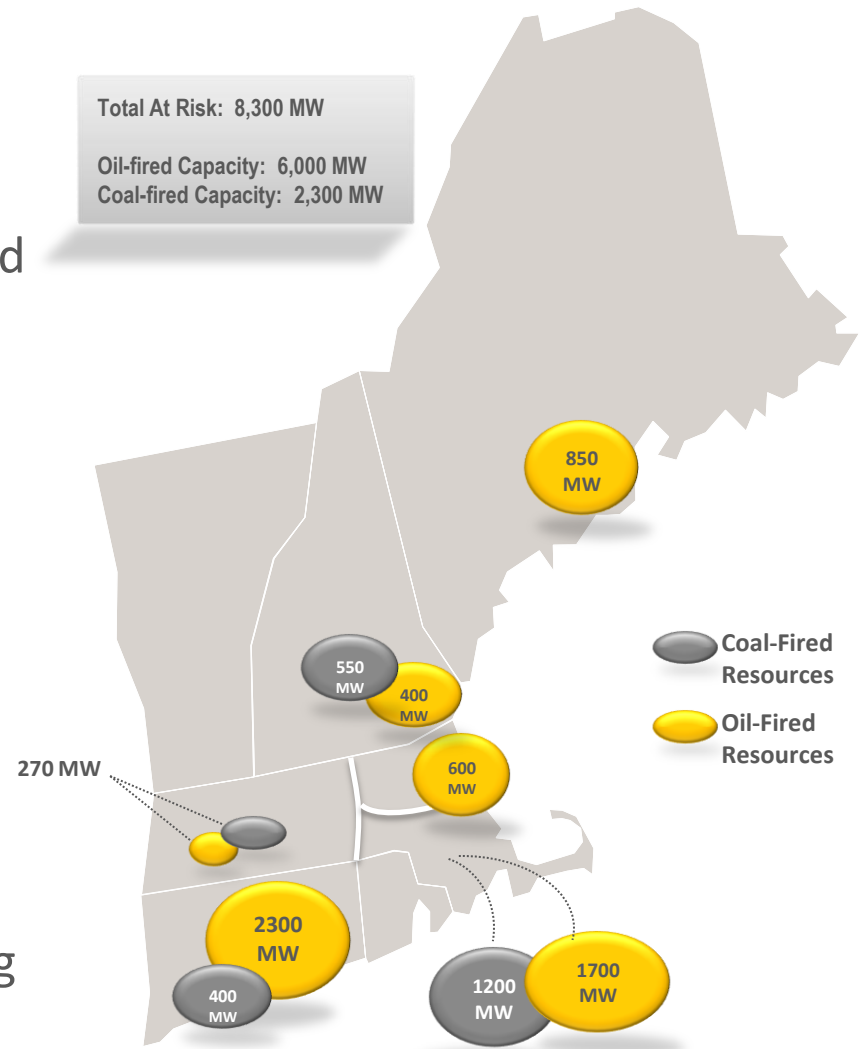 Total At Risk: 8,300 MW
Oil-fired Capacity: 6,000 MW
Coal-fired Capacity: 2,300 MW
d
850
MW
550
MW
400
MW
Coal-Fired
Resources
Oil-Fired
Resources
600
MW
270 MW
2300
MW
400
MW
g
1200
MW
1700
MW